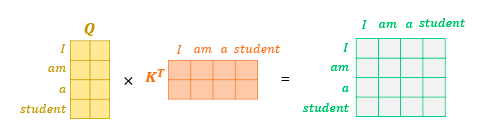 Q
I
am
a
student
×
K^T
I am a student
=
I am a student
I
am
a
student